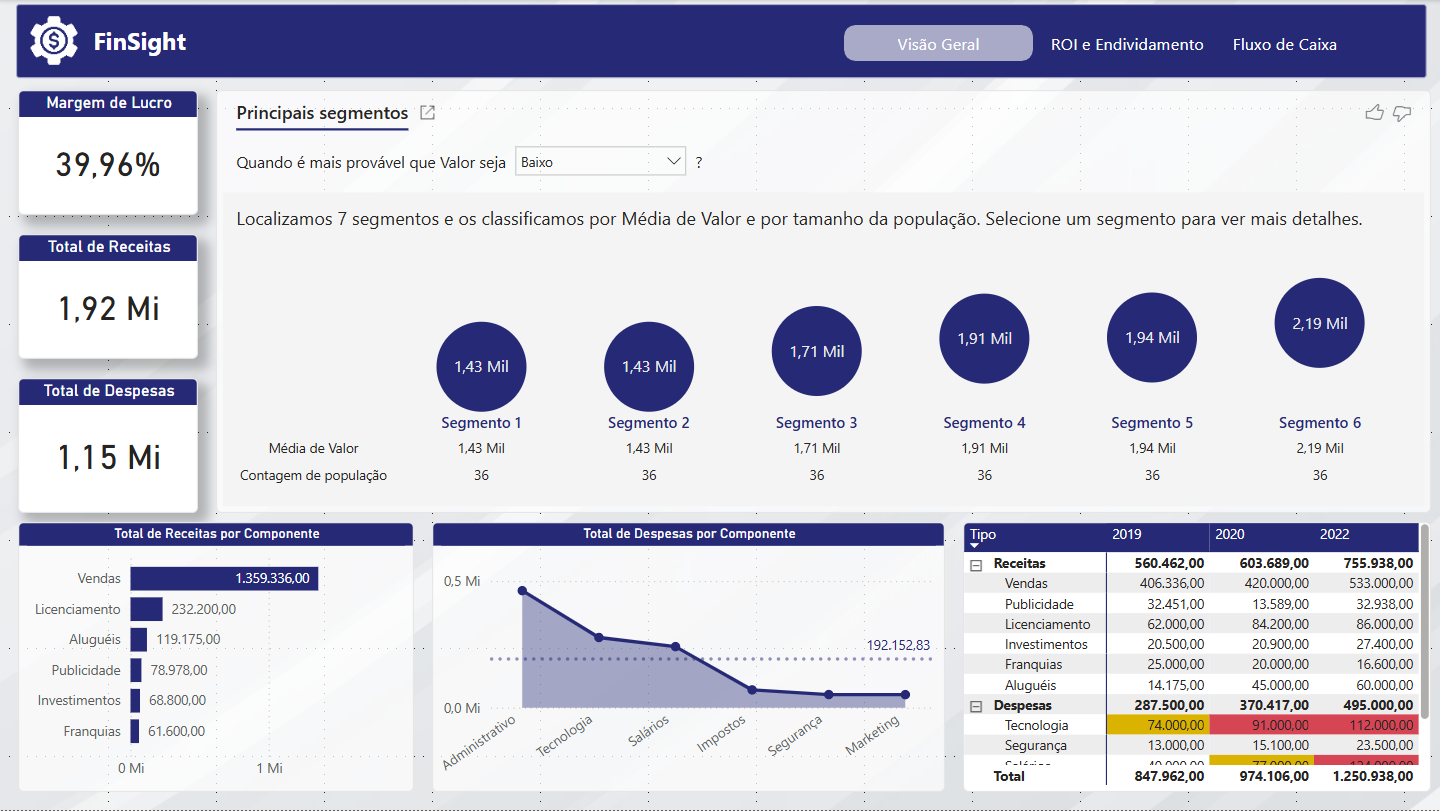 FinSight
Visão Geral ROI e Endividamento Fluxo de Caixa
Margem de Lucro
39,96%
Total de Receitas
1,92 Mi
Total de Despesas
1,15 Mi
Principais segmentos
Quando é mais provável que Valor seja Baixo ?
Localizamos 7 segmentos e os classificamos por Média de Valor e por tamanho da população. Selecione um segmento para ver mais detalhes.
1,43 Mil 1,43 Mil 1,71 Mil 1,91 Mil 1,94 Mil 2,19 Mil
Segmento 1 Segmento 2 Segmento 3 Segmento 4 Segmento 5 Segmento 6
Média de Valor 1,43 Mil 1,43 Mil 1,71 Mil 1,91 Mil 1,94 Mil 2,19 Mil
Contagem de população 36 36 36 36 36 36
Total de Receitas por Componente
Vendas 1.359.336,00
Licenciamento 232.200,00
Aluguéis 119.175,00
Publicidade 78.978,00
Investimentos 68.800,00
Franquias 61.600,00
0 Mi 1 Mi
Total de Despesas por Componente
0,5 Mi
192.152,83
0,0 Mi
Administrativo Tecnologia Salários Impostos Segurança Marketing
Tipo 2019 2020 2022
Receitas 560.462,00 603.689,00 755.938,00
Vendas 406.336,00 420.000,00 533.000,00
Publicidade 32.451,00 13.589,00 32.938,00
Licenciamento 62.000,00 84.200,00 86.000,00
Investimentos 20.500,00 20.900,00 27.400,00
Franquias 25.000,00 20.000,00 16.600,00
Aluguéis 14.175,00 45.000,00 60.000,00
Despesas 287.500,00 370.417,00 495.000,00
Tecnologia 74.000,00 91.000,00 112.000,00
Segurança 13.000,00 15.100,00 23.500,00
Total 847.962,00 974.106,00 1.250.938,00